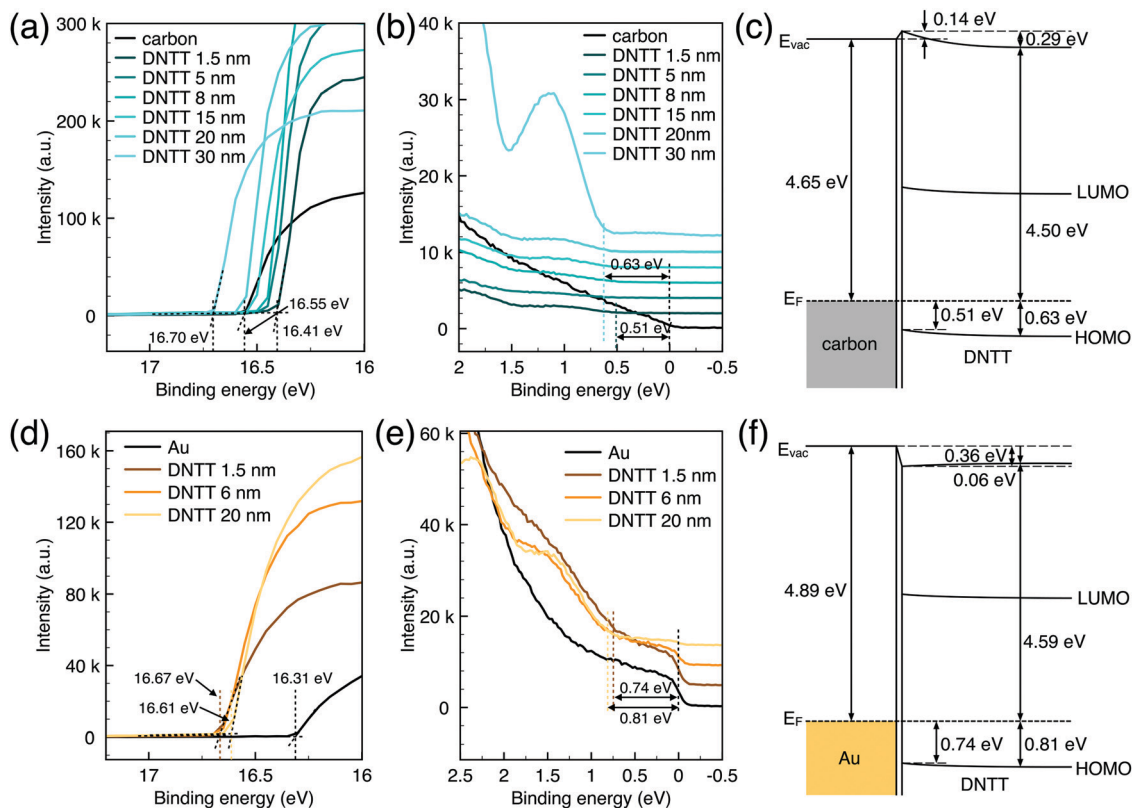 (a)
300 k
200 k
100 k
0
Intensity (a.u.)
carbon
DNTT 1.5 nm
DNTT 5 nm
DNTT 8 nm
DNTT 15 nm
DNTT 20 nm
DNTT 30 nm
16.55 eV
16.70 eV
16.41 eV
17
16.5
16
Binding energy (eV)
(b)
40 k
30 k
20 k
10 k
0
Intensity (a.u.)
carbon
DNTT 1.5 nm
DNTT 5 nm
DNTT 8 nm
DNTT 15 nm
DNTT 20nm
DNTT 30 nm
0.63 eV
0.51 eV
2
1.5
1
0.5
0
-0.5
Binding energy (eV)
(c)
0.14 eV
Evac
0.29 eV
4.65 eV
LUMO
4.50 eV
EF
0.51 eV
0.63 eV
carbon
HOMO
DNTT
(d)
160 k
120 k
80 k
40 k
0
Intensity (a.u.)
Au
DNTT 1.5 nm
DNTT 6 nm
DNTT 20 nm
16.67 eV
16.31 eV
16.61 eV
17
16.5
16
Binding energy (eV)
(e)
60 k
40 k
20 k
0
Intensity (a.u.)
Au
DNTT 1.5 nm
DNTT 6 nm
DNTT 20 nm
0.74 eV
0.81 eV
2.5
2
1.5
1
0.5
0
-0.5
Binding energy (eV)
(f)
Evac
0.36 eV
0.06 eV
4.89 eV
LUMO
4.59 eV
EF
0.74 eV
0.81 eV
Au
HOMO
DNTT